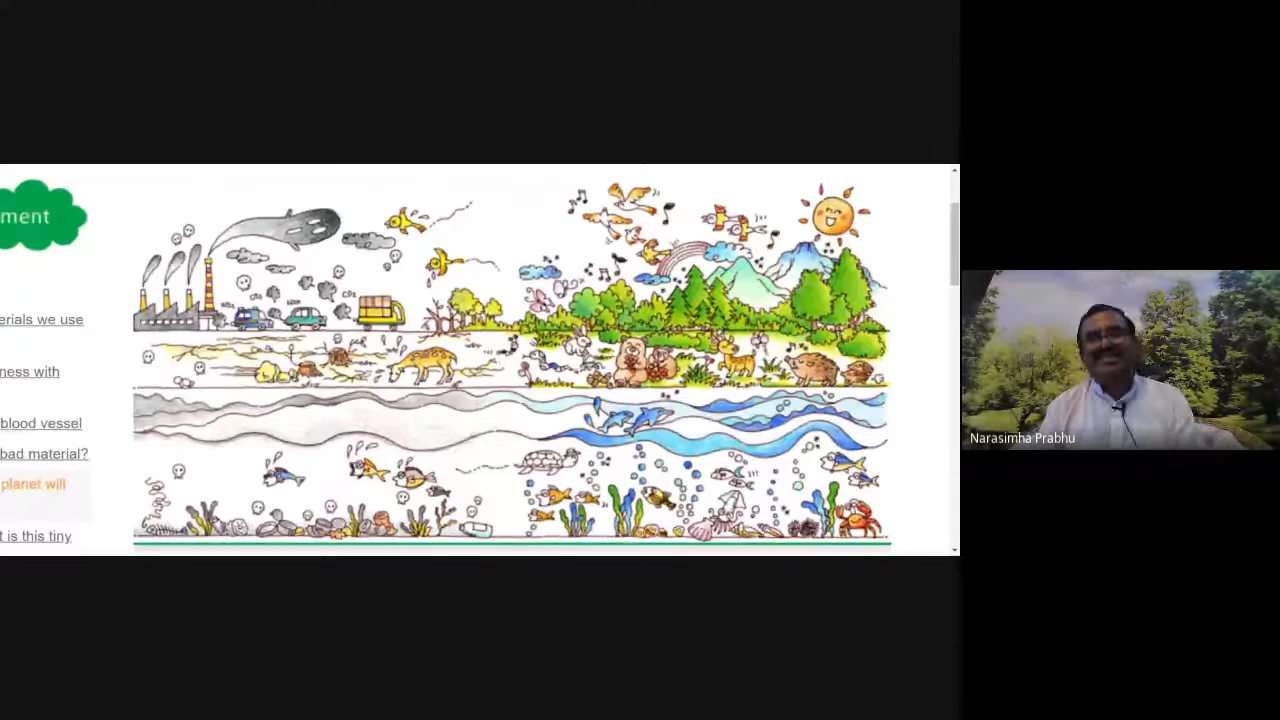 ment
erials we use
ness with
blood vessel
bad material?
planet will
t is this tiny
Narasimha Prabhu